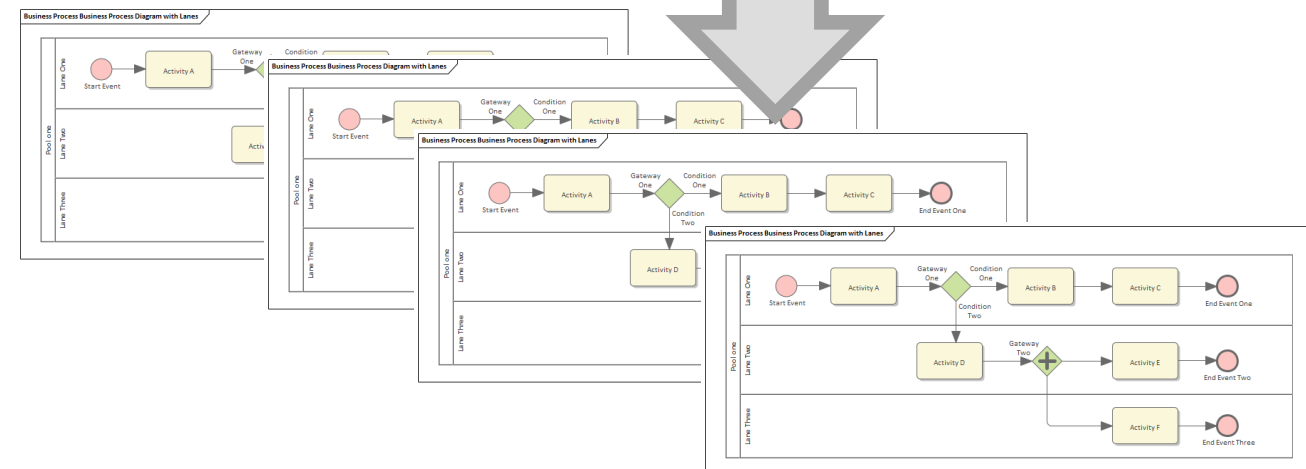 Business Process Business Process Diagram with Lanes
Pool one
Lane One
Lane Two
Lane Three
Start Event
Activity A
Gateway
One
Condition
Business Process Business Process Diagram with Lanes
Pool one
Lane One
Lane Two
Lane Three
Start Event
Activity A
Gateway
One
Condition
One
Activity B
Activity C
Business Process Business Process Diagram with Lanes
Pool one
Lane One
Lane Two
Lane Three
Start Event
Activity A
Gateway
One
Condition
One
Activity B
Activity C
End Event One
Condition
Two
Activity D
Business Process Business Process Diagram with Lanes
Pool one
Lane One
Lane Two
Lane Three
Start Event
Activity A
Gateway
One
Condition
One
Activity B
Activity C
End Event One
Condition
Two
Activity D
Gateway
Two
Activity E
End Event Two
Activity F
End Event Three